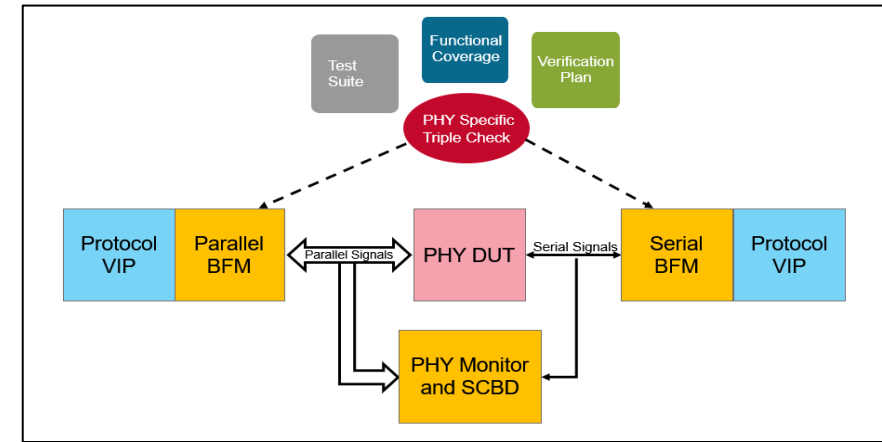 Functional
Coverage
Test
Suite
Verification
Plan
PHY Specific
Triple Check
Protocol
VIP
Parallel
BFM
Parallel Signals
PHY DUT
Serial Signals
Serial
BFM
Protocol
VIP
PHY Monitor
and SCBD